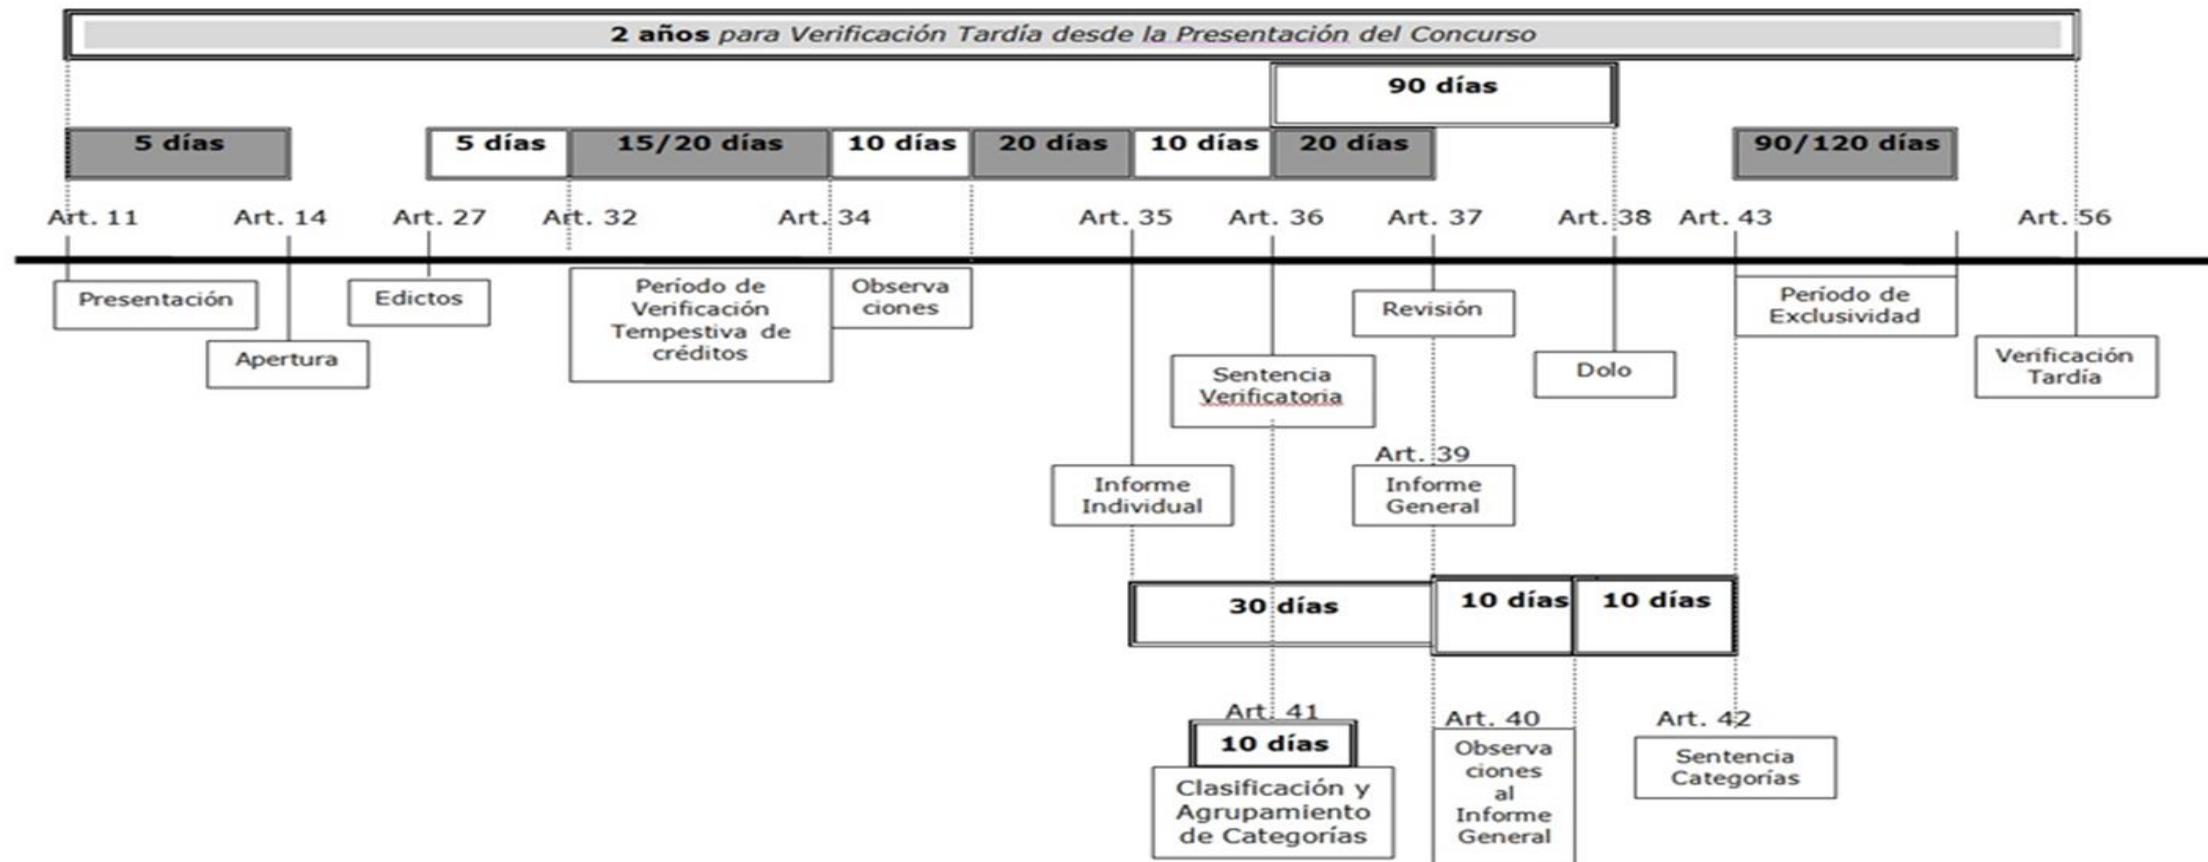 2 años para Verificación Tardía desde la Presentación del Concurso
90 días
5 días
5 días
15/20 días
10 días
20 días
10 días
20 días
90/120 días
Art. 11
Art. 14
Art. 27
Art. 32
Art. 34
Art. 35
Art. 36
Art. 37
Art. 38
Art. 43
Art. 56
Presentación
Apertura
Edictos
Período de
Verificación
Tempestiva de
créditos
Observa
ciones
Sentencia
Verificatoria
Revisión
Dolo
Período de
Exclusividad
Verificación
Tardía
Informe
Individual
Art. 39
Informe
General
30 días
10 días
10 días
Art. 41
10 días
Clasificación y
Agrupamiento
de Categorías
Art. 40
Observa
ciones
al
Informe
General
Art. 42
Sentencia
Categorías